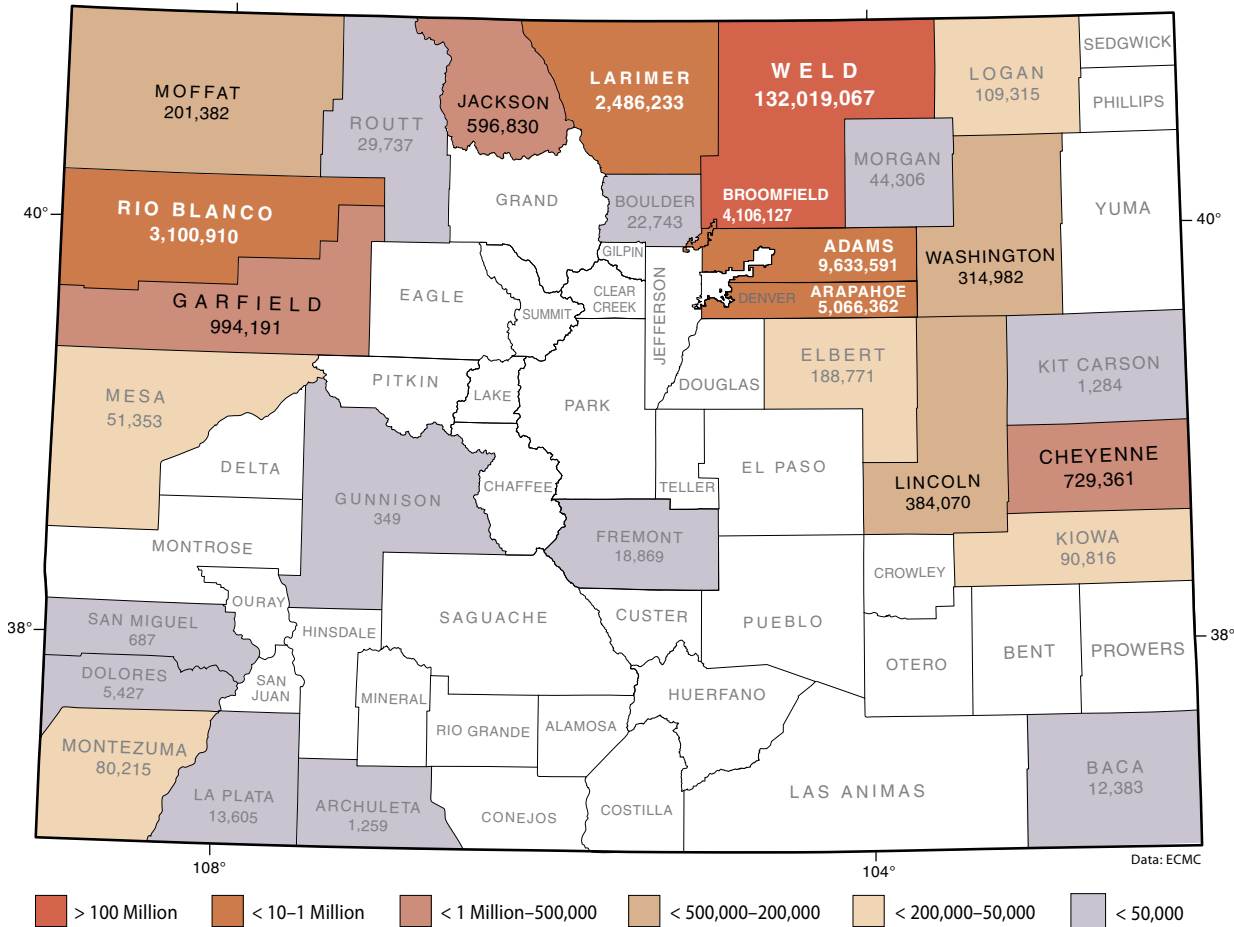 SEDGWICK
LARIMER
2,486,233
WELD
132,019,067
LOGAN
109,315
MOFFAT
201,382
JACKSON
596,830
PHILLIPS
ROUTT
29,737
MORGAN
44,306
GRAND
BOULDER
22,743
BROOMFIELD
4,106,127
YUMA
40°
RIO BLANCO
3,100,910
40°
GILPIN
ADAMS
9,633,591
WASHINGTON
314,982
GARFIELD
994,191
EAGLE
SUMMIT
CLEAR
CREEK
JEFFERSON
DENVER
ARAPAHOE
5,066,362
MESA
51,353
PITKIN
LAKE
PARK
DOUGLAS
ELBERT
188,771
KIT CARSON
1,284
DELTA
GUNNISON
349
CHAFFEE
TELLER
EL PASO
LINCOLN
384,070
CHEYENNE
729,361
MONTROSE
FREMONT
18,869
KIOWA
90,816
CROWLEY
OURAY
SAN MIGUEL
687
38°
HINSDALE
SAGUACHE
CUSTER
PUEBLO
38°
OTERO
BENT
PROWERS
DOLORES
5,427
SAN
JUAN
MINERAL
RIO GRANDE
ALAMOSA
HUERFANO
MONTEZUMA
80,215
LA PLATA
13,605
ARCHULETA
1,259
CONEJOS
COSTILLA
LAS ANIMAS
BACA
12,383
108°
104°
Data: ECMC
> 100 Million
< 10–1 Million
< 1 Million–500,000
< 500,000–200,000
< 200,000–50,000
< 50,000